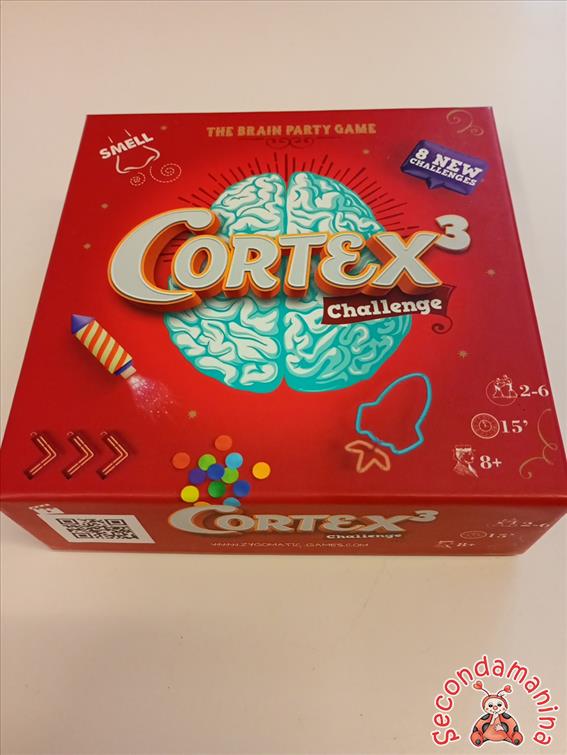 SMELL
THE BRAIN PARTY GAME
8 NEW
CHALLENGES
CORTEX³
Challenge
2-6
15'
8+
CORTEX³
Challenge
WWW.ZYGOMATIC-GAMES.COM
2-6
15'
8+
Secondamanina